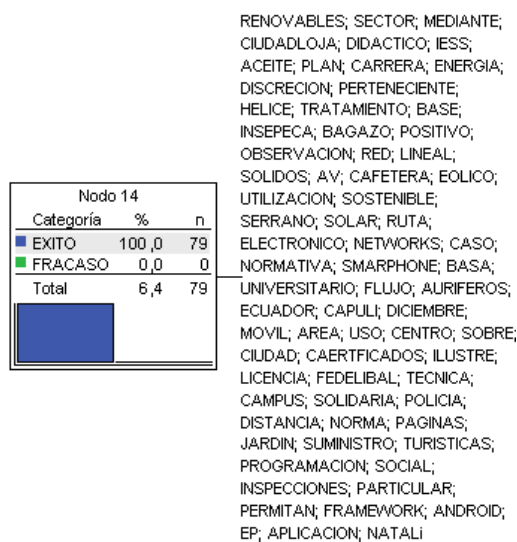 RENOVABLES; SECTOR; MEDIANTE;
CIUDADLOJA; DIDACTICO; IESS;
ACEITE; PLAN; CARRERA; ENERGIA;
DISCRECION; PERTENECIENTE;
HELICE; TRATAMIENTO; BASE;
INSEPECA; BAGAZO; POSITIVO;
OBSERVACION; RED; LINEAL;
SOLIDOS; AV; CAFETERA; EOLICO;
UTILIZACION; SOSTENIBLE;
SERRANO; SOLAR; RUTA;
ELECTRONICO; NETWORKS; CASO;
NORMATIVA; SMARPHONE; BASA;
UNIVERSITARIO; FLUJO; AURIFEROS;
ECUADOR; CAPULI; DICIEMBRE;
MOVIL; AREA; USO; CENTRO; SOBRE;
CIUDAD; CAERTFICADOS; ILUSTRE;
LICENCIA; FEDELIBAL; TECNICA;
CAMPUS; SOLIDARIA; POLICIA;
DISTANCIA; NORMA; PAGINAS;
JARDIN; SUMINISTRO; TURISTICAS;
PROGRAMACION; SOCIAL;
INSPECCIONES; PARTICULAR;
PERMITAN; FRAMEWORK; ANDROID;
EP; APLICACION; NATALi
Nodo 14
Categoría % n
EXITO 100 ,0 79
FRACASO 0,0 0
Total 6,4 79